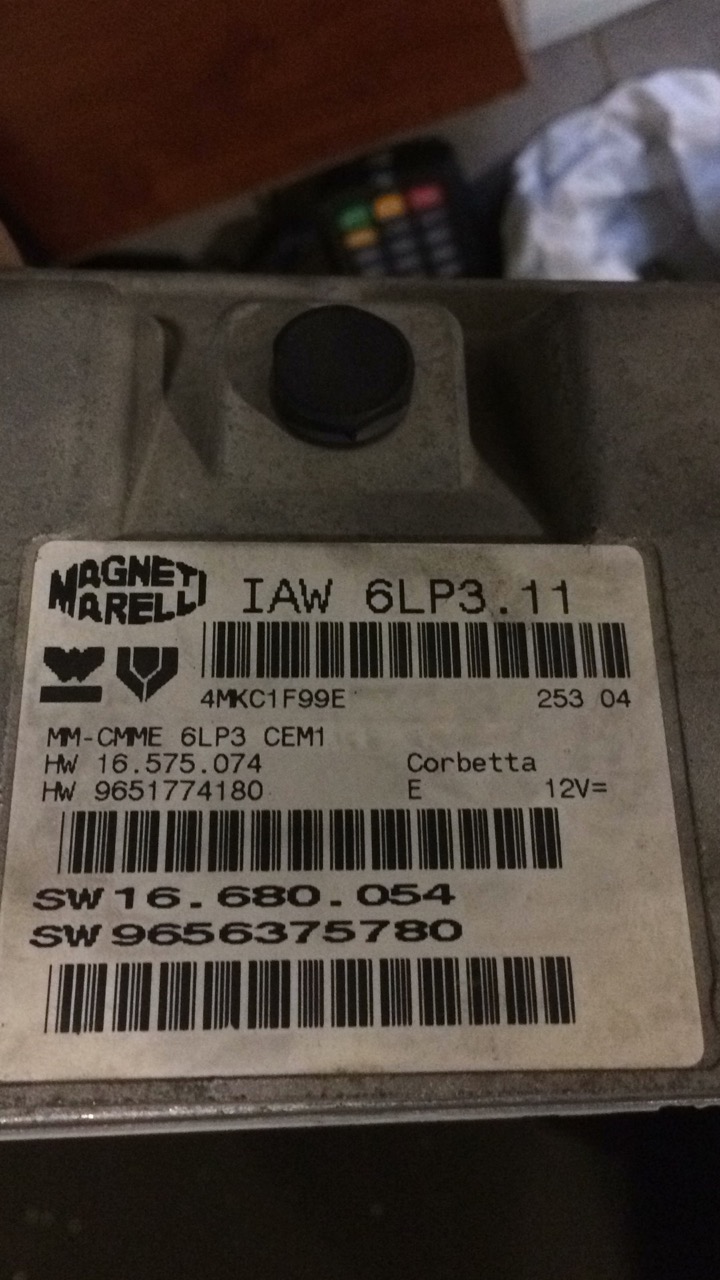 MAGNETI
MARELLI
IAW 6LP3.11
4MKC1F99E 253 04
MM-CMME 6LP3 CEM1
HW 16.575.074 Corbetta
HW 9651774180 E 12V=
SW 16.680.054
SW 9656375780